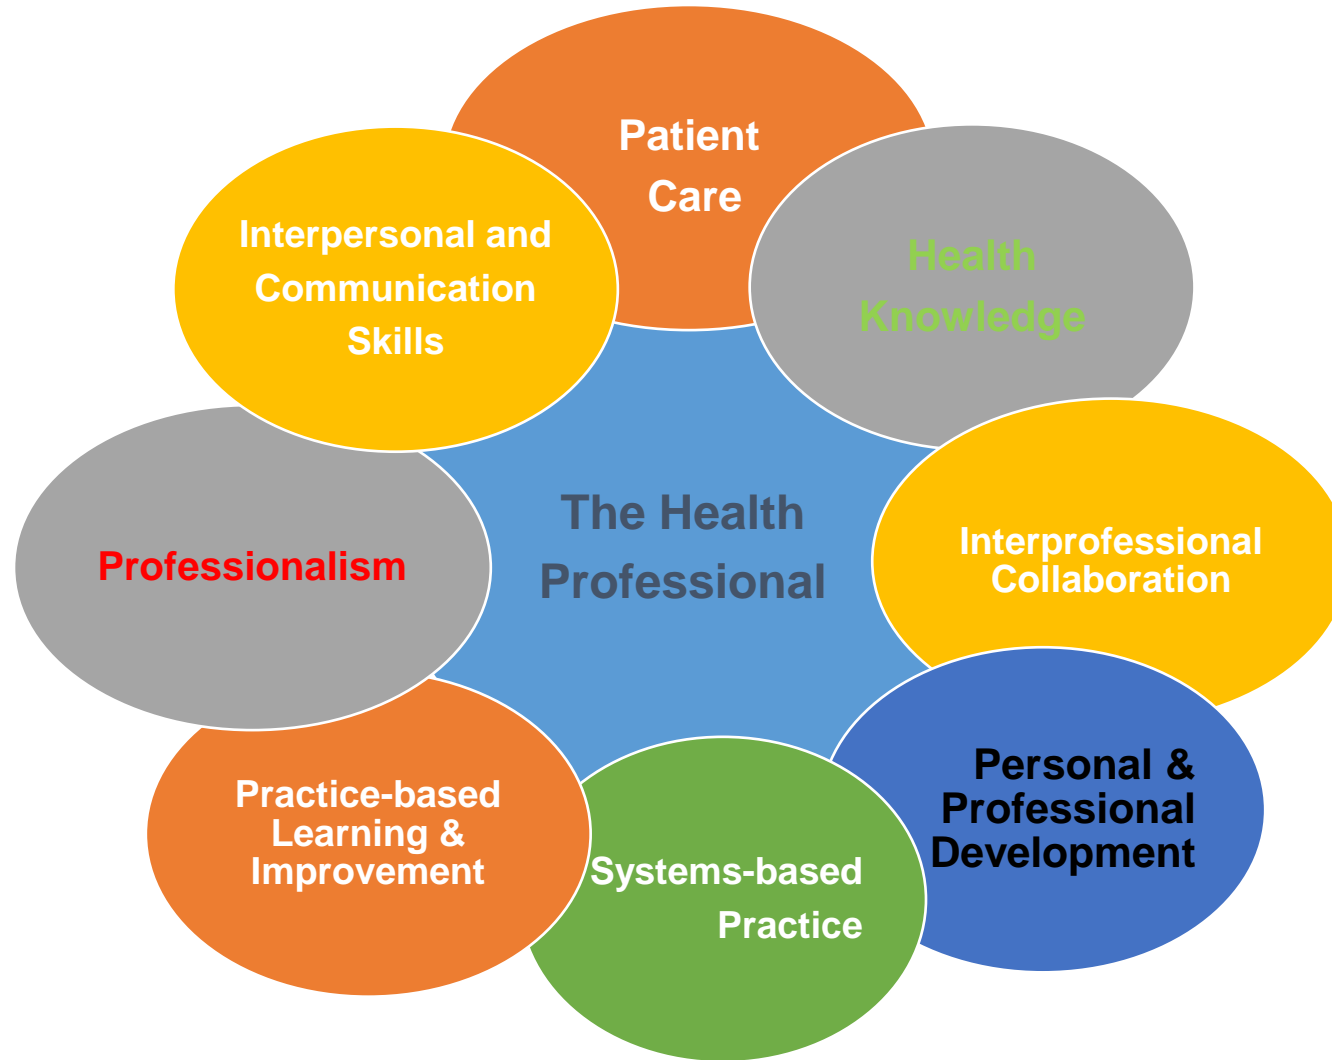 Patient
Care
Interpersonal and
Communication
Skills
Health
Knowledge
Professionalism
The Health
Professional
Interprofessional
Collaboration
Practice-based
Learning &
Improvement
Systems-based
Practice
Personal &
Professional
Development